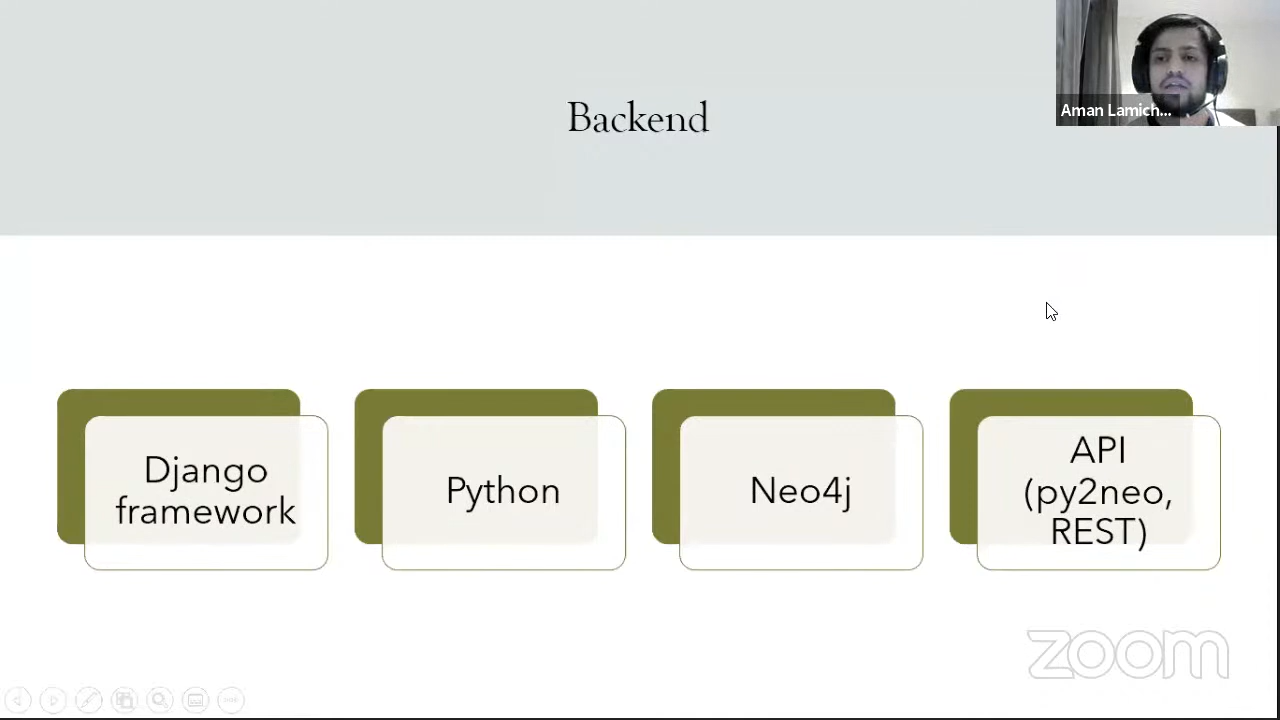 Backend
Aman Lamich...
Django
framework
Python
Neo4j
API
(py2neo,
REST)
zoom